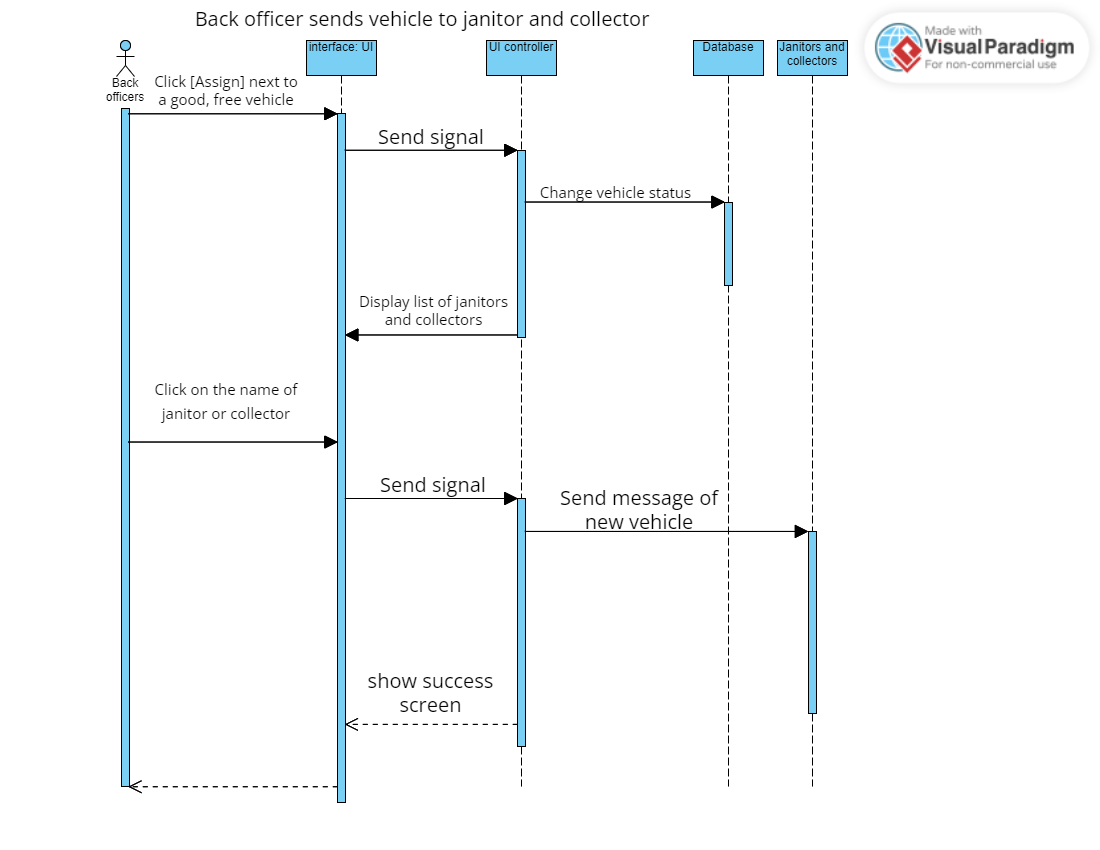 Back officer sends vehicle to janitor and collector
Made with
Visual Paradigm
For non-commercial use
interface: UI
UI controller
Database
Janitors and
collectors
Back
officers
Click [Assign] next to
a good, free vehicle
Send signal
Change vehicle status
Display list of janitors
and collectors
Click on the name of
janitor or collector
Send signal
Send message of
new vehicle
show success
screen